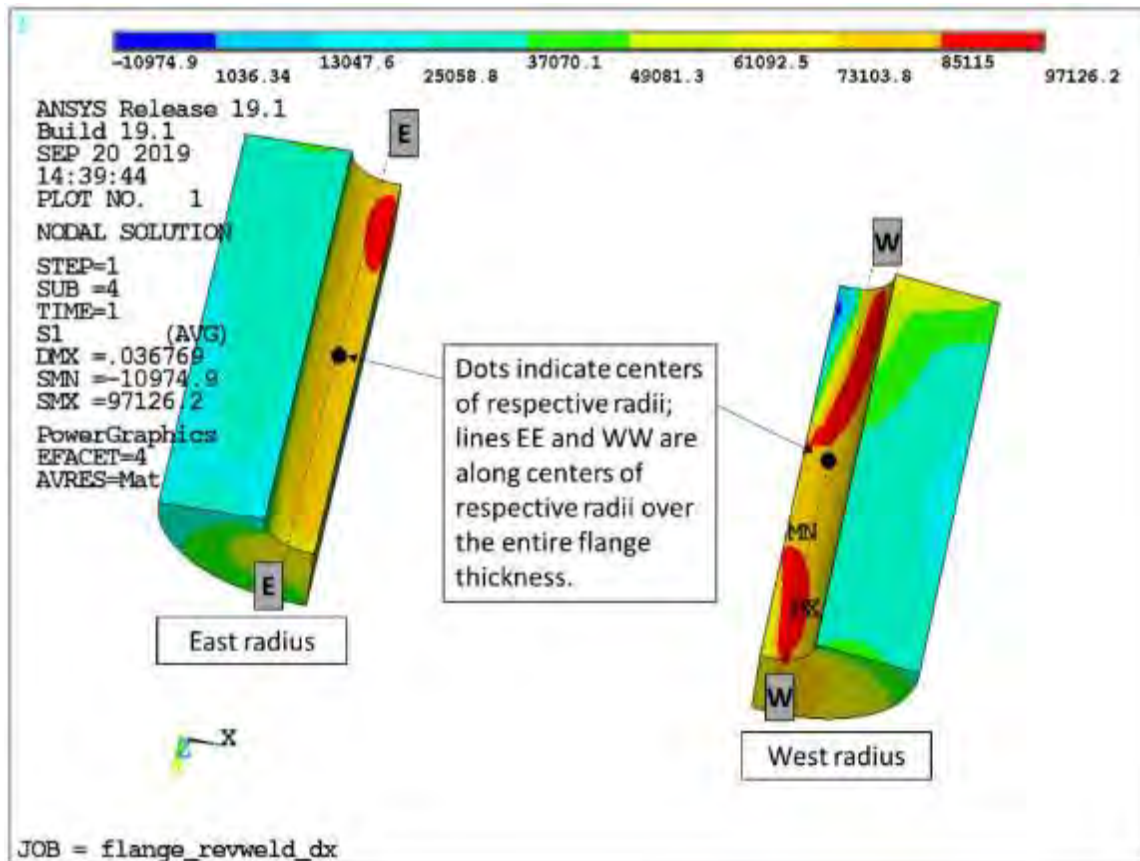 1
-10974.9 1036.34 13047.6 25058.8 37070.1 49081.3 61092.5 73103.8 85115 97126.2
ANSYS Release 19.1
Build 19.1
SEP 20 2019
14:39:44
PLOT NO. 1
NODAL SOLUTION
STEP=1
SUB =4
TIME=1
S1 (AVG)
DMX =.036769
SMN =-10974.9
SMX =97126.2
PowerGraphics
EFACET=4
AVRES=Mat
E
E
East radius
Dots indicate centers
of respective radii;
lines EE and WW are
along centers of
respective radii over
the entire flange
thickness.
W
MN
MX
W
West radius
X
Z
JOB = flange_revweld_dx